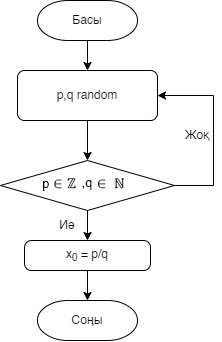 Басы
p,q random
Жоқ
p ∈ ℤ ,q ∈ ℕ
Иә
x₀ = p/q
Соңы